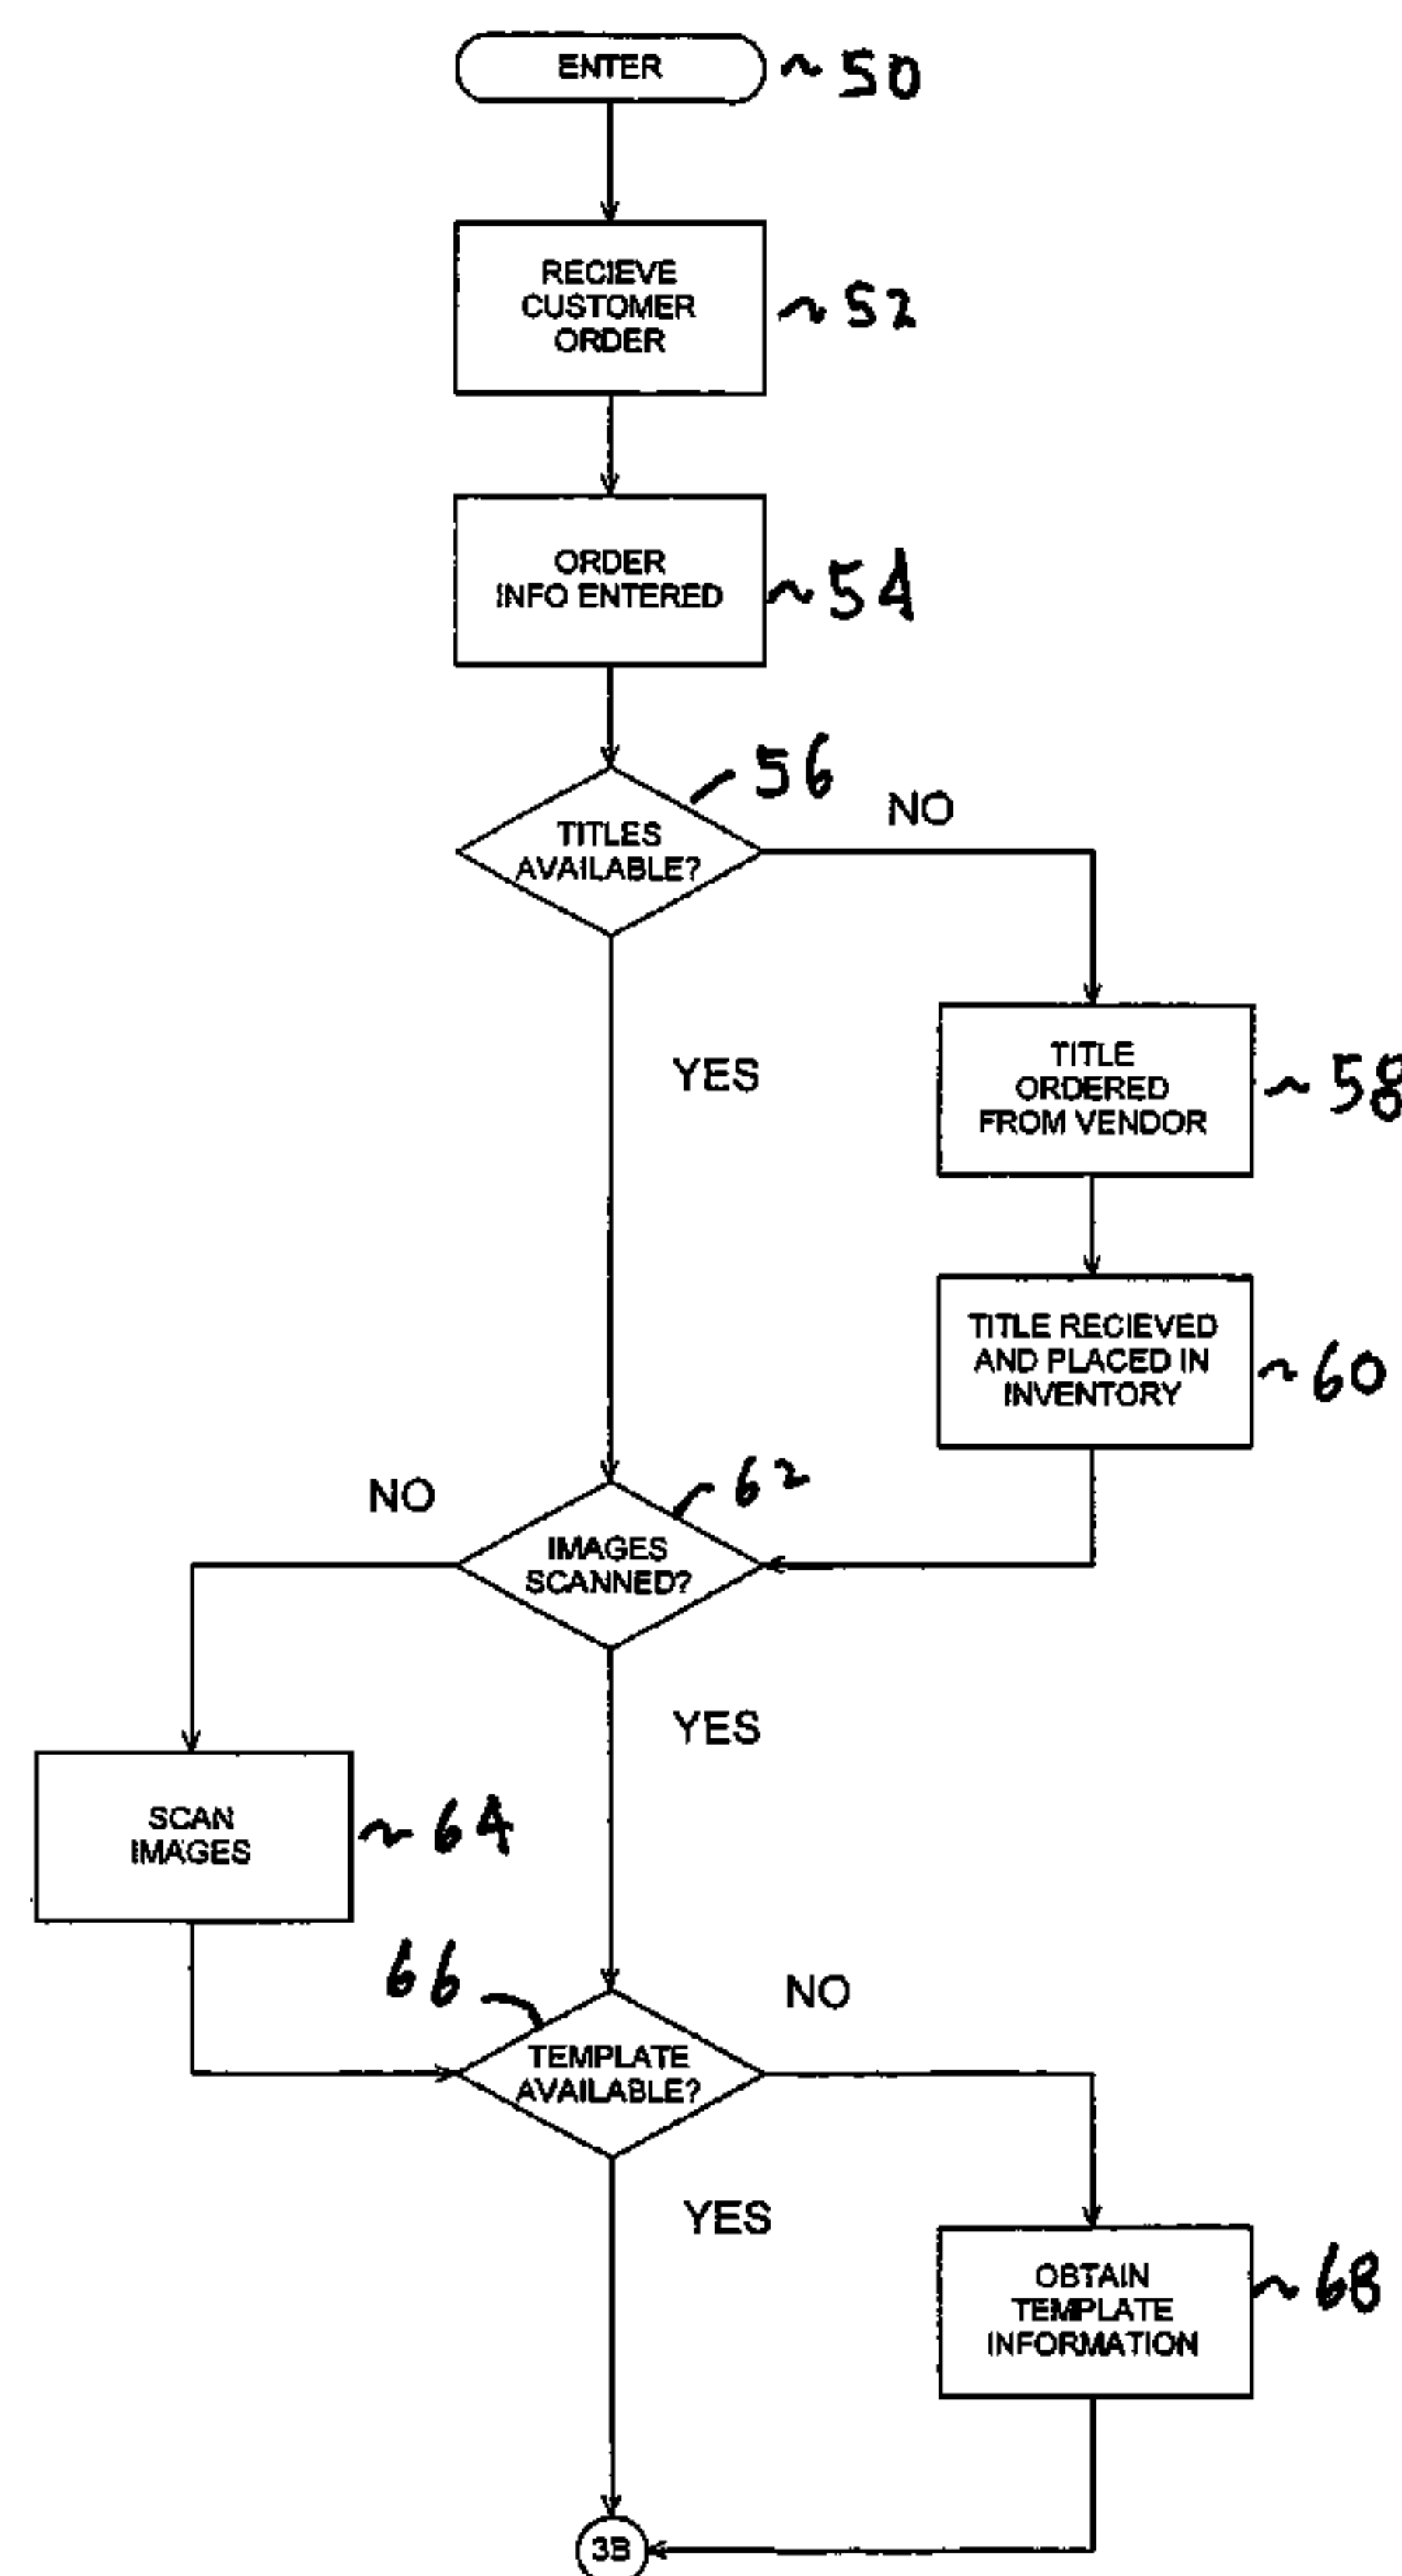 ENTER
~50
RECIEVE
CUSTOMER
ORDER
~52
ORDER
INFO ENTERED
~54
56
TITLES
AVAILABLE?
NO
YES
TITLE
ORDERED
FROM VENDOR
~58
TITLE RECIEVED
AND PLACED IN
INVENTORY
~60
62
NO
IMAGES
SCANNED?
YES
SCAN
IMAGES
~64
66
NO
TEMPLATE
AVAILABLE?
YES
OBTAIN
TEMPLATE
INFORMATION
~68
3B